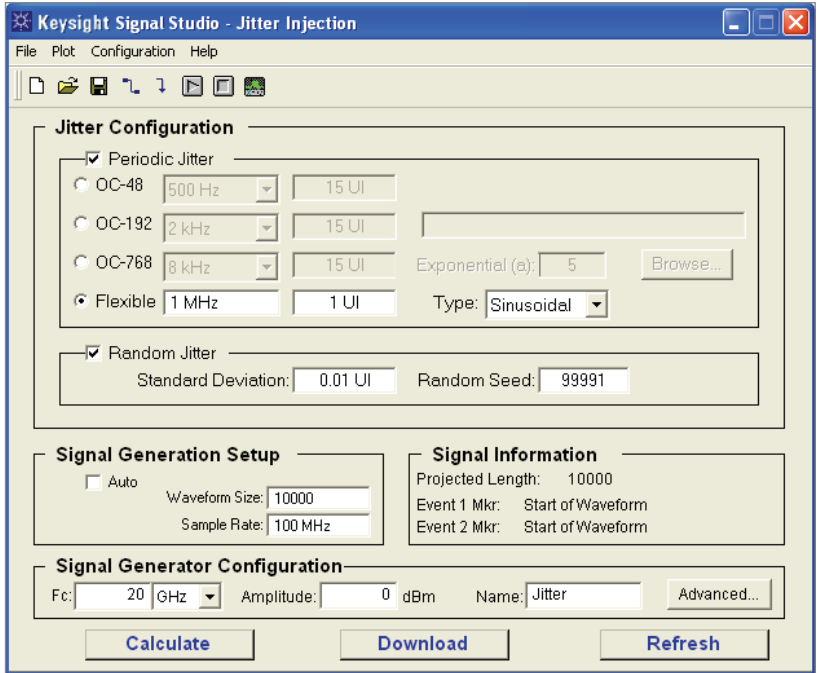 Keysight Signal Studio - Jitter Injection
File Plot Configuration Help
Jitter Configuration
Periodic Jitter
OC-48 500 Hz 15 UI
OC-192 2 kHz 15 UI
OC-768 8 kHz 15 UI Exponential (a): 5 Browse...
Flexible 1 MHz 1 UI Type: Sinusoidal
Random Jitter
Standard Deviation: 0.01 UI Random Seed: 99991
Signal Generation Setup
Auto
Waveform Size: 10000
Sample Rate: 100 MHz
Signal Information
Projected Length: 10000
Event 1 Mkr: Start of Waveform
Event 2 Mkr: Start of Waveform
Signal Generator Configuration
Fc: 20 GHz Amplitude: 0 dBm Name: Jitter Advanced...
Calculate Download Refresh